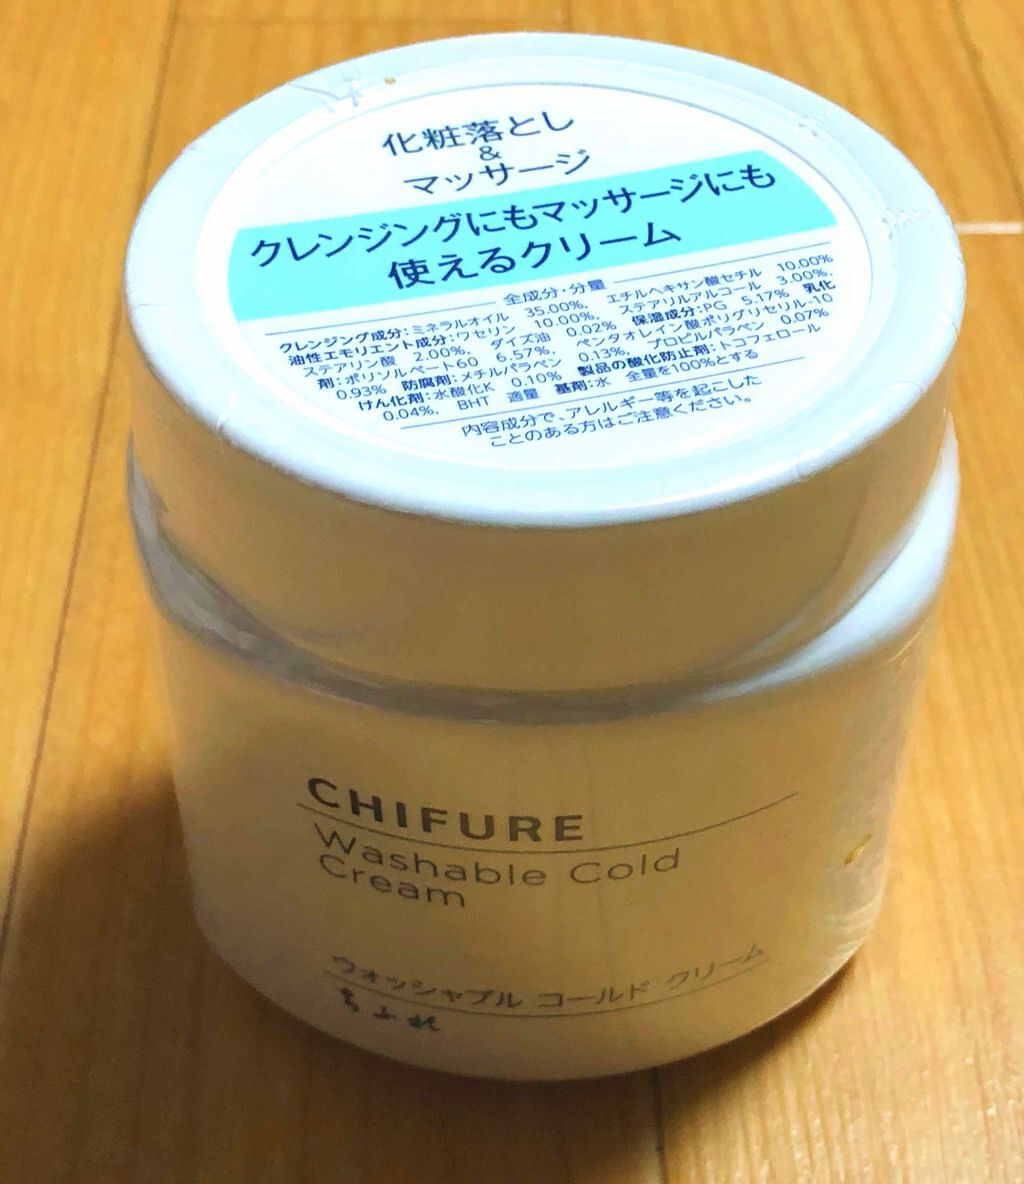 化粧落とし
&
マッサージ
クレンジングにもマッサージにも
使えるクリーム
全成分・分量
クレンジング成分:ミネラルオイル 35.00%、 エチルヘキサン酸セチル 10.00%
油性エモリエント成分:ワセリン 10.00%、 ステアリルアルコール 3.00%、
ステアリン酸 2.00%、 ダイズ油 0.02% 保湿成分:PG 5.17% 乳化
剤:ポリソルベート60 6.57%、 ペンタオレイン酸ポリグリセリル-10
0.93% 防腐剤:メチルパラベン 0.13%、 プロピルパラベン 0.07%
けん化剤:水酸化K 0.10% 製品の酸化防止剤:トコフェロール
0.04%、 BHT 適量 基剤:水 全量を100%とする
内容成分で、アレルギー等を起こした
ことのある方はご注意ください。
CHIFURE
Washable Cold
Cream
ウォッシャブル コールド クリーム
ちふれ